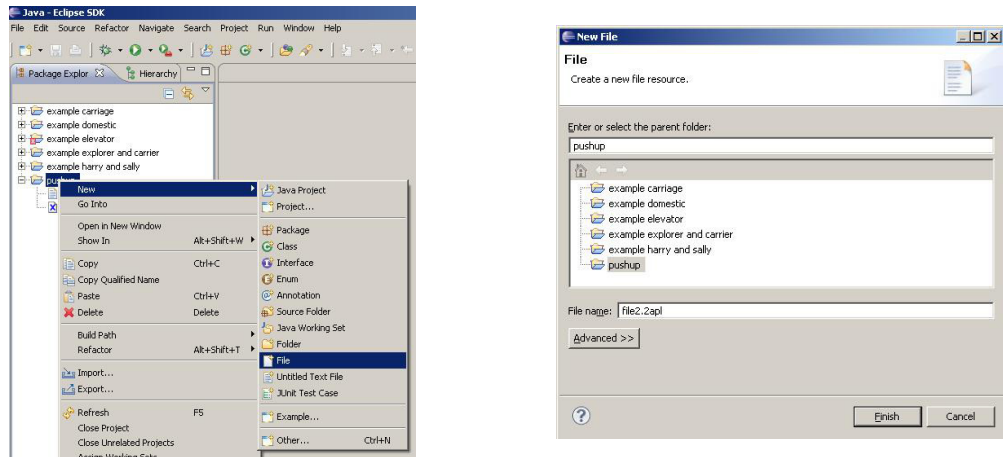 Java - Eclipse SDK
File Edit Source Refactor Navigate Search Project Run Window Help
Package Explor Hierarchy
example carriage
example domestic
example elevator
example explorer and carrier
example harry and sally
New
Go Into
Open in New Window
Show In Alt+Shift+W
Copy Ctrl+C
Copy Qualified Name
Paste Ctrl+V
Delete Delete
Build Path
Refactor Alt+Shift+T
Import...
Export...
Refresh F5
Close Project
Close Unrelated Projects
Assign Working Sets
Java Project
Project...
Package
Class
Interface
Enum
Annotation
Source Folder
Java Working Set
Folder
File
Untitled Text File
JUnit Test Case
Example...
Other... Ctrl+N
New File
File
Create a new file resource.
Enter or select the parent folder:
pushup
example carriage
example domestic
example elevator
example explorer and carrier
example harry and sally
pushup
File name: file2.2apl
Advanced >>
Finish Cancel